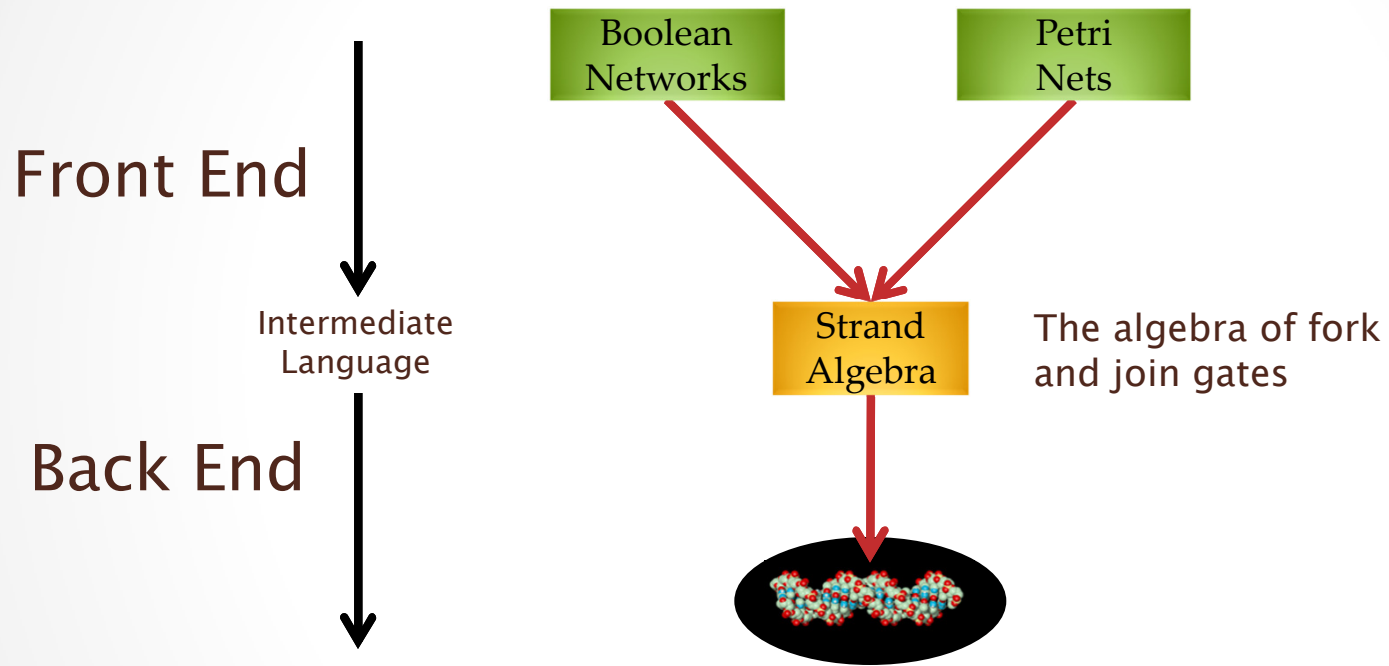 Boolean
Networks
Petri
Nets
Front End
Intermediate
Language
Strand
Algebra
The algebra of fork
and join gates
Back End